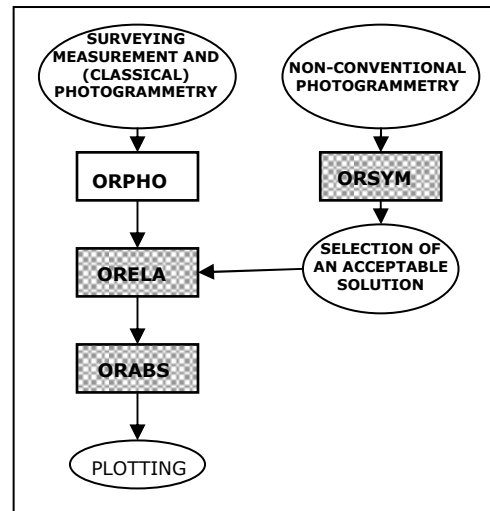 SURVEYING
MEASUREMENT AND
(CLASSICAL)
PHOTOGRAMMETRY
NON-CONVENTIONAL
PHOTOGRAMMETRY
ORPHO
ORSYM
ORELA
SELECTION OF
AN ACCEPTABLE
SOLUTION
ORABS
PLOTTING